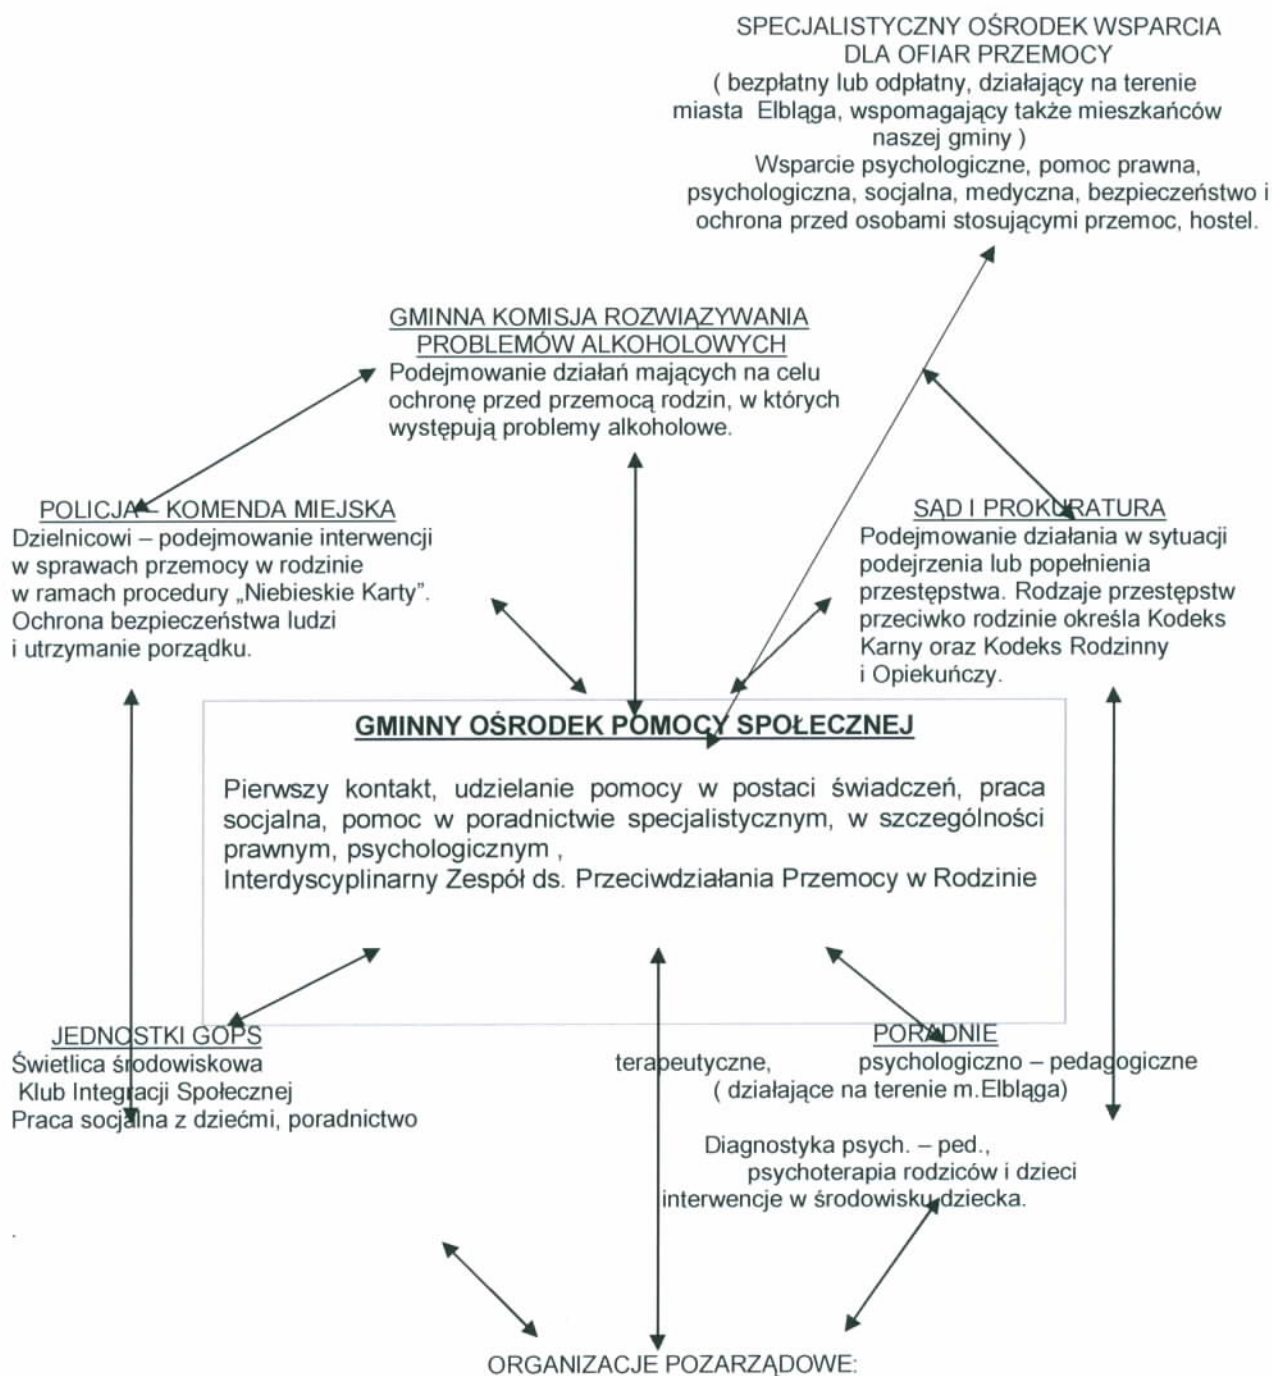 SPECJALISTYCZNY OŚRODEK WSPARCIA
DLA OFIAR PRZEMOCY
( bezpłatny lub odpłatny, działający na terenie
miasta Elbląga, wspomagający także mieszkańców
naszej gminy )
Wsparcie psychologiczne, pomoc prawna,
psychologiczna, socjalna, medyczna, bezpieczeństwo i
ochrona przed osobami stosującymi przemoc, hostel.
GMINNA KOMISJA ROZWIĄZYWANIA
PROBLEMÓW ALKOHOLOWYCH
Podejmowanie działań mających na celu
ochronę przed przemocą rodzin, w których
występują problemy alkoholowe.
POLICJA – KOMENDA MIEJSKA
Dzielnicowi – podejmowanie interwencji
w sprawach przemocy w rodzinie
w ramach procedury „Niebieskie Karty”.
Ochrona bezpieczeństwa ludzi
i utrzymanie porządku.
SĄD I PROKURATURA
Podejmowanie działania w sytuacji
podejrzenia lub popełnienia
przestępstwa. Rodzaje przestępstw
przeciwko rodzinie określa Kodeks
Karny oraz Kodeks Rodzinny
i Opiekuńczy.
GMINNY OŚRODEK POMOCY SPOŁECZNEJ
Pierwszy kontakt, udzielanie pomocy w postaci świadczeń, praca
socjalna, pomoc w poradnictwie specjalistycznym, w szczególności
prawnym, psychologicznym ,
Interdyscyplinarny Zespół ds. Przeciwdziałania Przemocy w Rodzinie
JEDNOSTKI GOPS
Świetlica środowiskowa
Klub Integracji Społecznej
Praca socjalna z dziećmi, poradnictwo
.
PORADNIE
terapeutyczne, psychologiczno – pedagogiczne
( działające na terenie m.Elbląga)
Diagnostyka psych. – ped.,
psychoterapia rodziców i dzieci
interwencje w środowisku dziecka.
ORGANIZACJE POZARZĄDOWE: